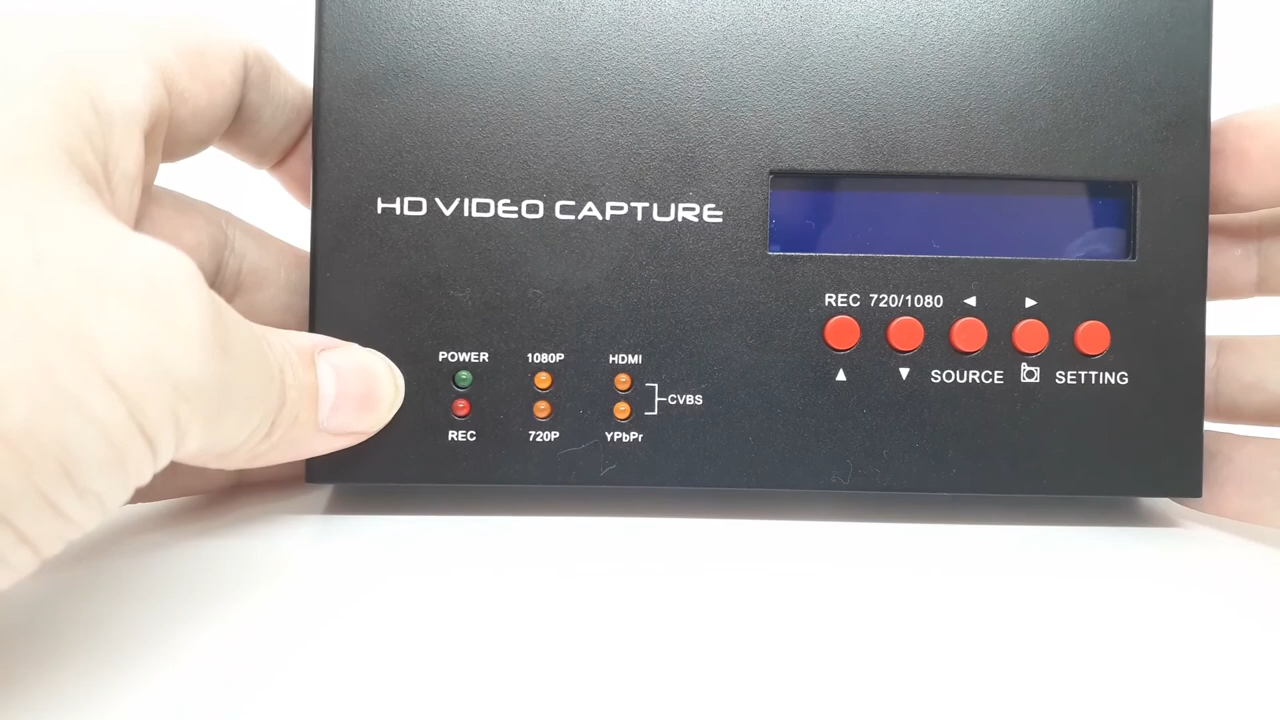 HD VIDEO CAPTURE
REC 720/1080 ◄ ►
▲ ▼ SOURCE SETTING
POWER 1080P HDMI
CVBS
REC 720P YPbPr